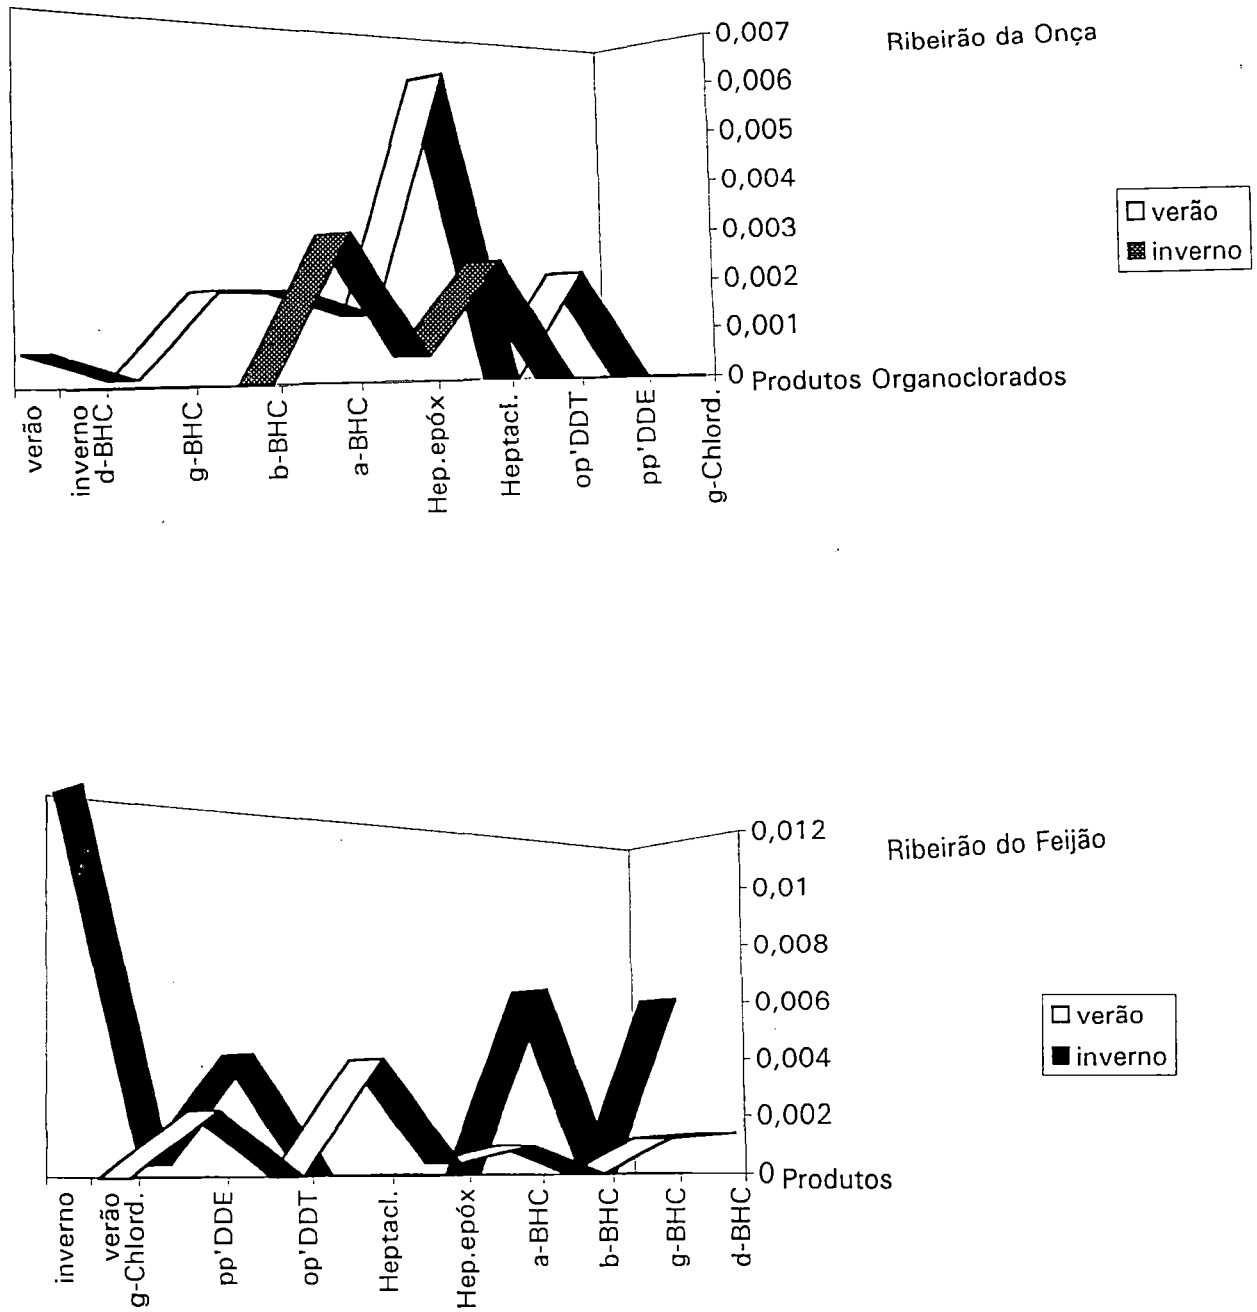 Ribeirão da Onça
0,007
0,006
0,005
0,004
0,003
0,002
0,001
0
Produtos Organoclorados
verão
inverno
verão
inverno
d-BHC
g-BHC
b-BHC
a-BHC
Hep.epóx
Heptacl.
op'DDT
pp'DDE
g-Chlord.
Ribeirão do Feijão
0,012
0,01
0,008
0,006
0,004
0,002
0
Produtos
verão
inverno
inverno
verão
g-Chlord.
pp'DDE
op'DDT
Heptacl.
Hep.epóx
a-BHC
b-BHC
g-BHC
d-BHC